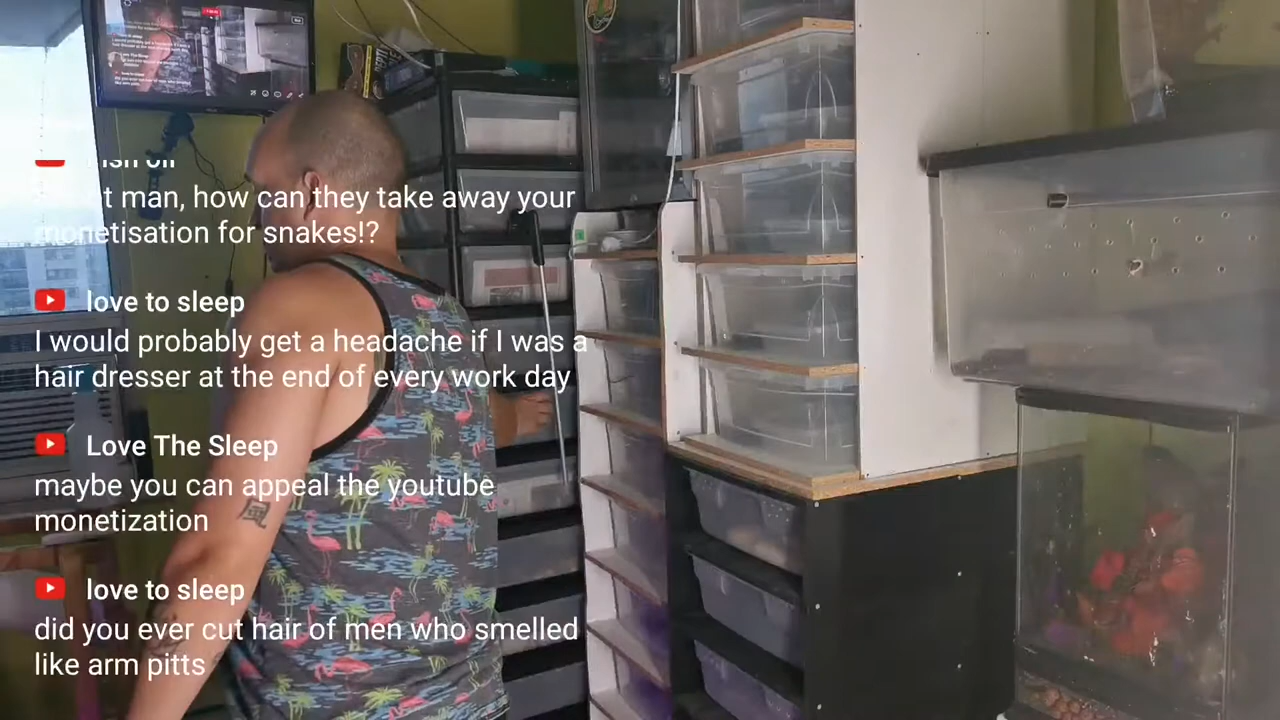 t man, how can they take away your
monetisation for snakes!?
love to sleep
I would probably get a headache if I was a
hair dresser at the end of every work day
Love The Sleep
maybe you can appeal the youtube
monetization
love to sleep
did you ever cut hair of men who smelled
like arm pitts
風